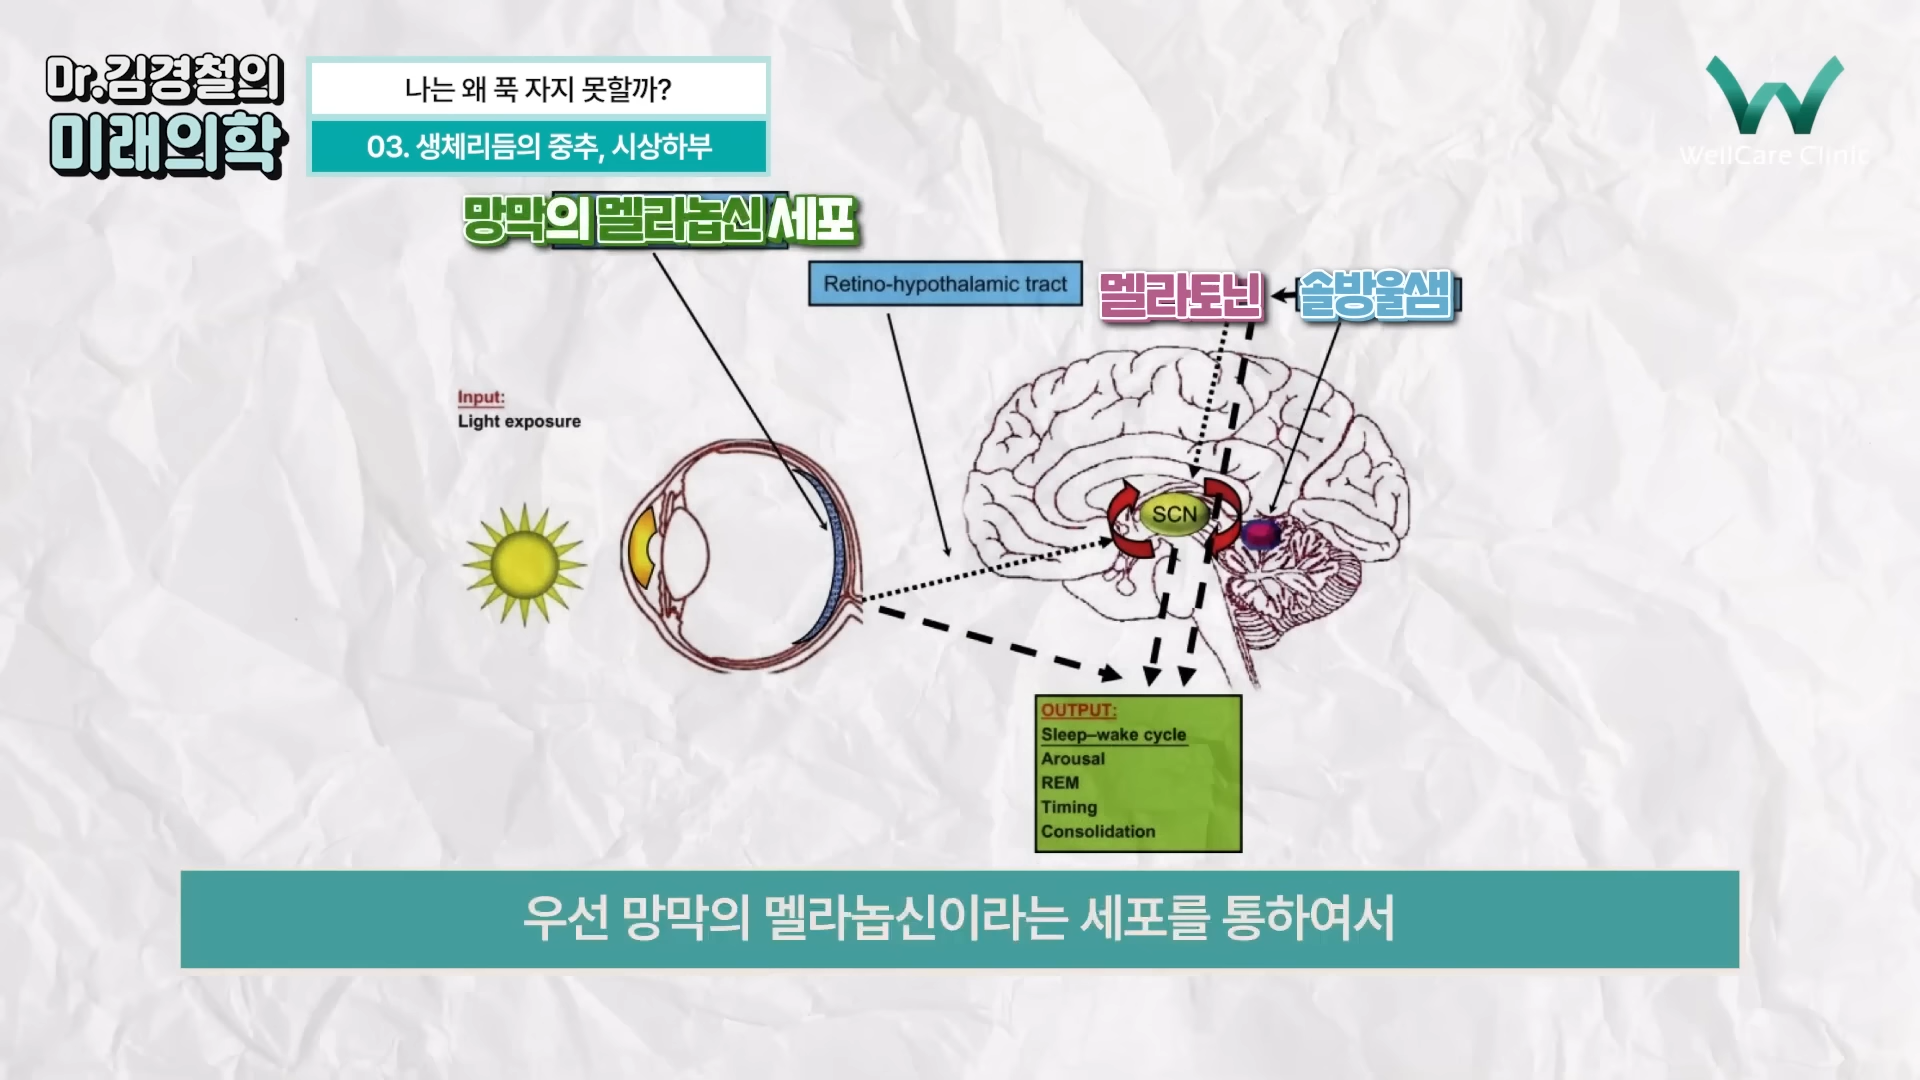 Dr.김경철의
미래의학
나는 왜 푹 자지 못할까?
03. 생체리듬의 중추, 시상하부
WellCare Clinic
망막의 멜라놉신 세포
Retino-hypothalamic tract
멜라토닌
솔방울샘
Input:
Light exposure
SCN
OUTPUT:
Sleep–wake cycle
Arousal
REM
Timing
Consolidation
우선 망막의 멜라놉신이라는 세포를 통하여서